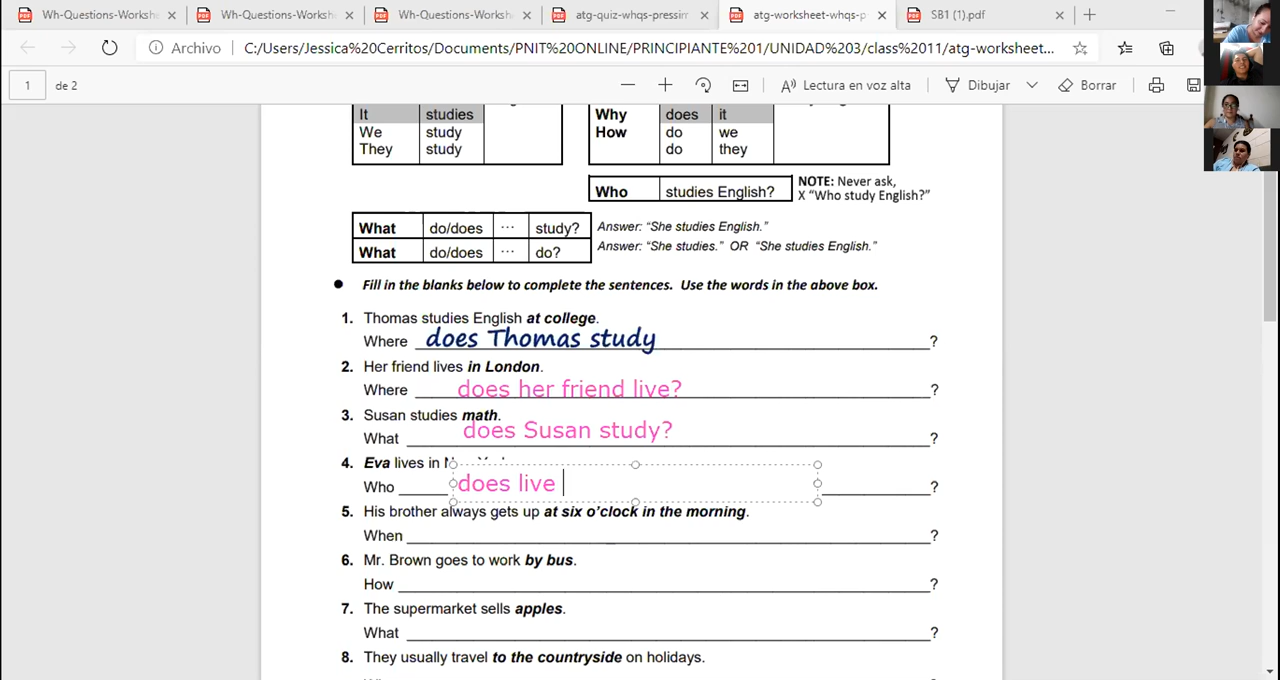 Wh-Questions-Workshe
Wh-Questions-Worksh
Wh-Questions-Worksh
atg-quiz-whqs-pressim
atg-worksheet-whqs-p
SB1 (1).pdf
Archivo
C:/Users/Jessica%20Cerritos/Documents/PNIT%20ONLINE/PRINCIPIANTE%201/UNIDAD%203/class%2011/atg-worksheet...
1 de 2
Lectura en voz alta
Dibujar
Borrar
It studies
We study
They study
Why does it
How do we
do they
Who studies English?
NOTE: Never ask,
X "Who study English?"
What do/does ... study?
Answer: "She studies English."
What do/does ... do?
Answer: "She studies." OR "She studies English."
● Fill in the blanks below to complete the sentences. Use the words in the above box.
1. Thomas studies English at college.
Where does Thomas study ?
2. Her friend lives in London.
Where does her friend live? ?
3. Susan studies math.
What does Susan study? ?
4. Eva lives in
Who does live ?
5. His brother always gets up at six o'clock in the morning.
When ?
6. Mr. Brown goes to work by bus.
How ?
7. The supermarket sells apples.
What ?
8. They usually travel to the countryside on holidays.